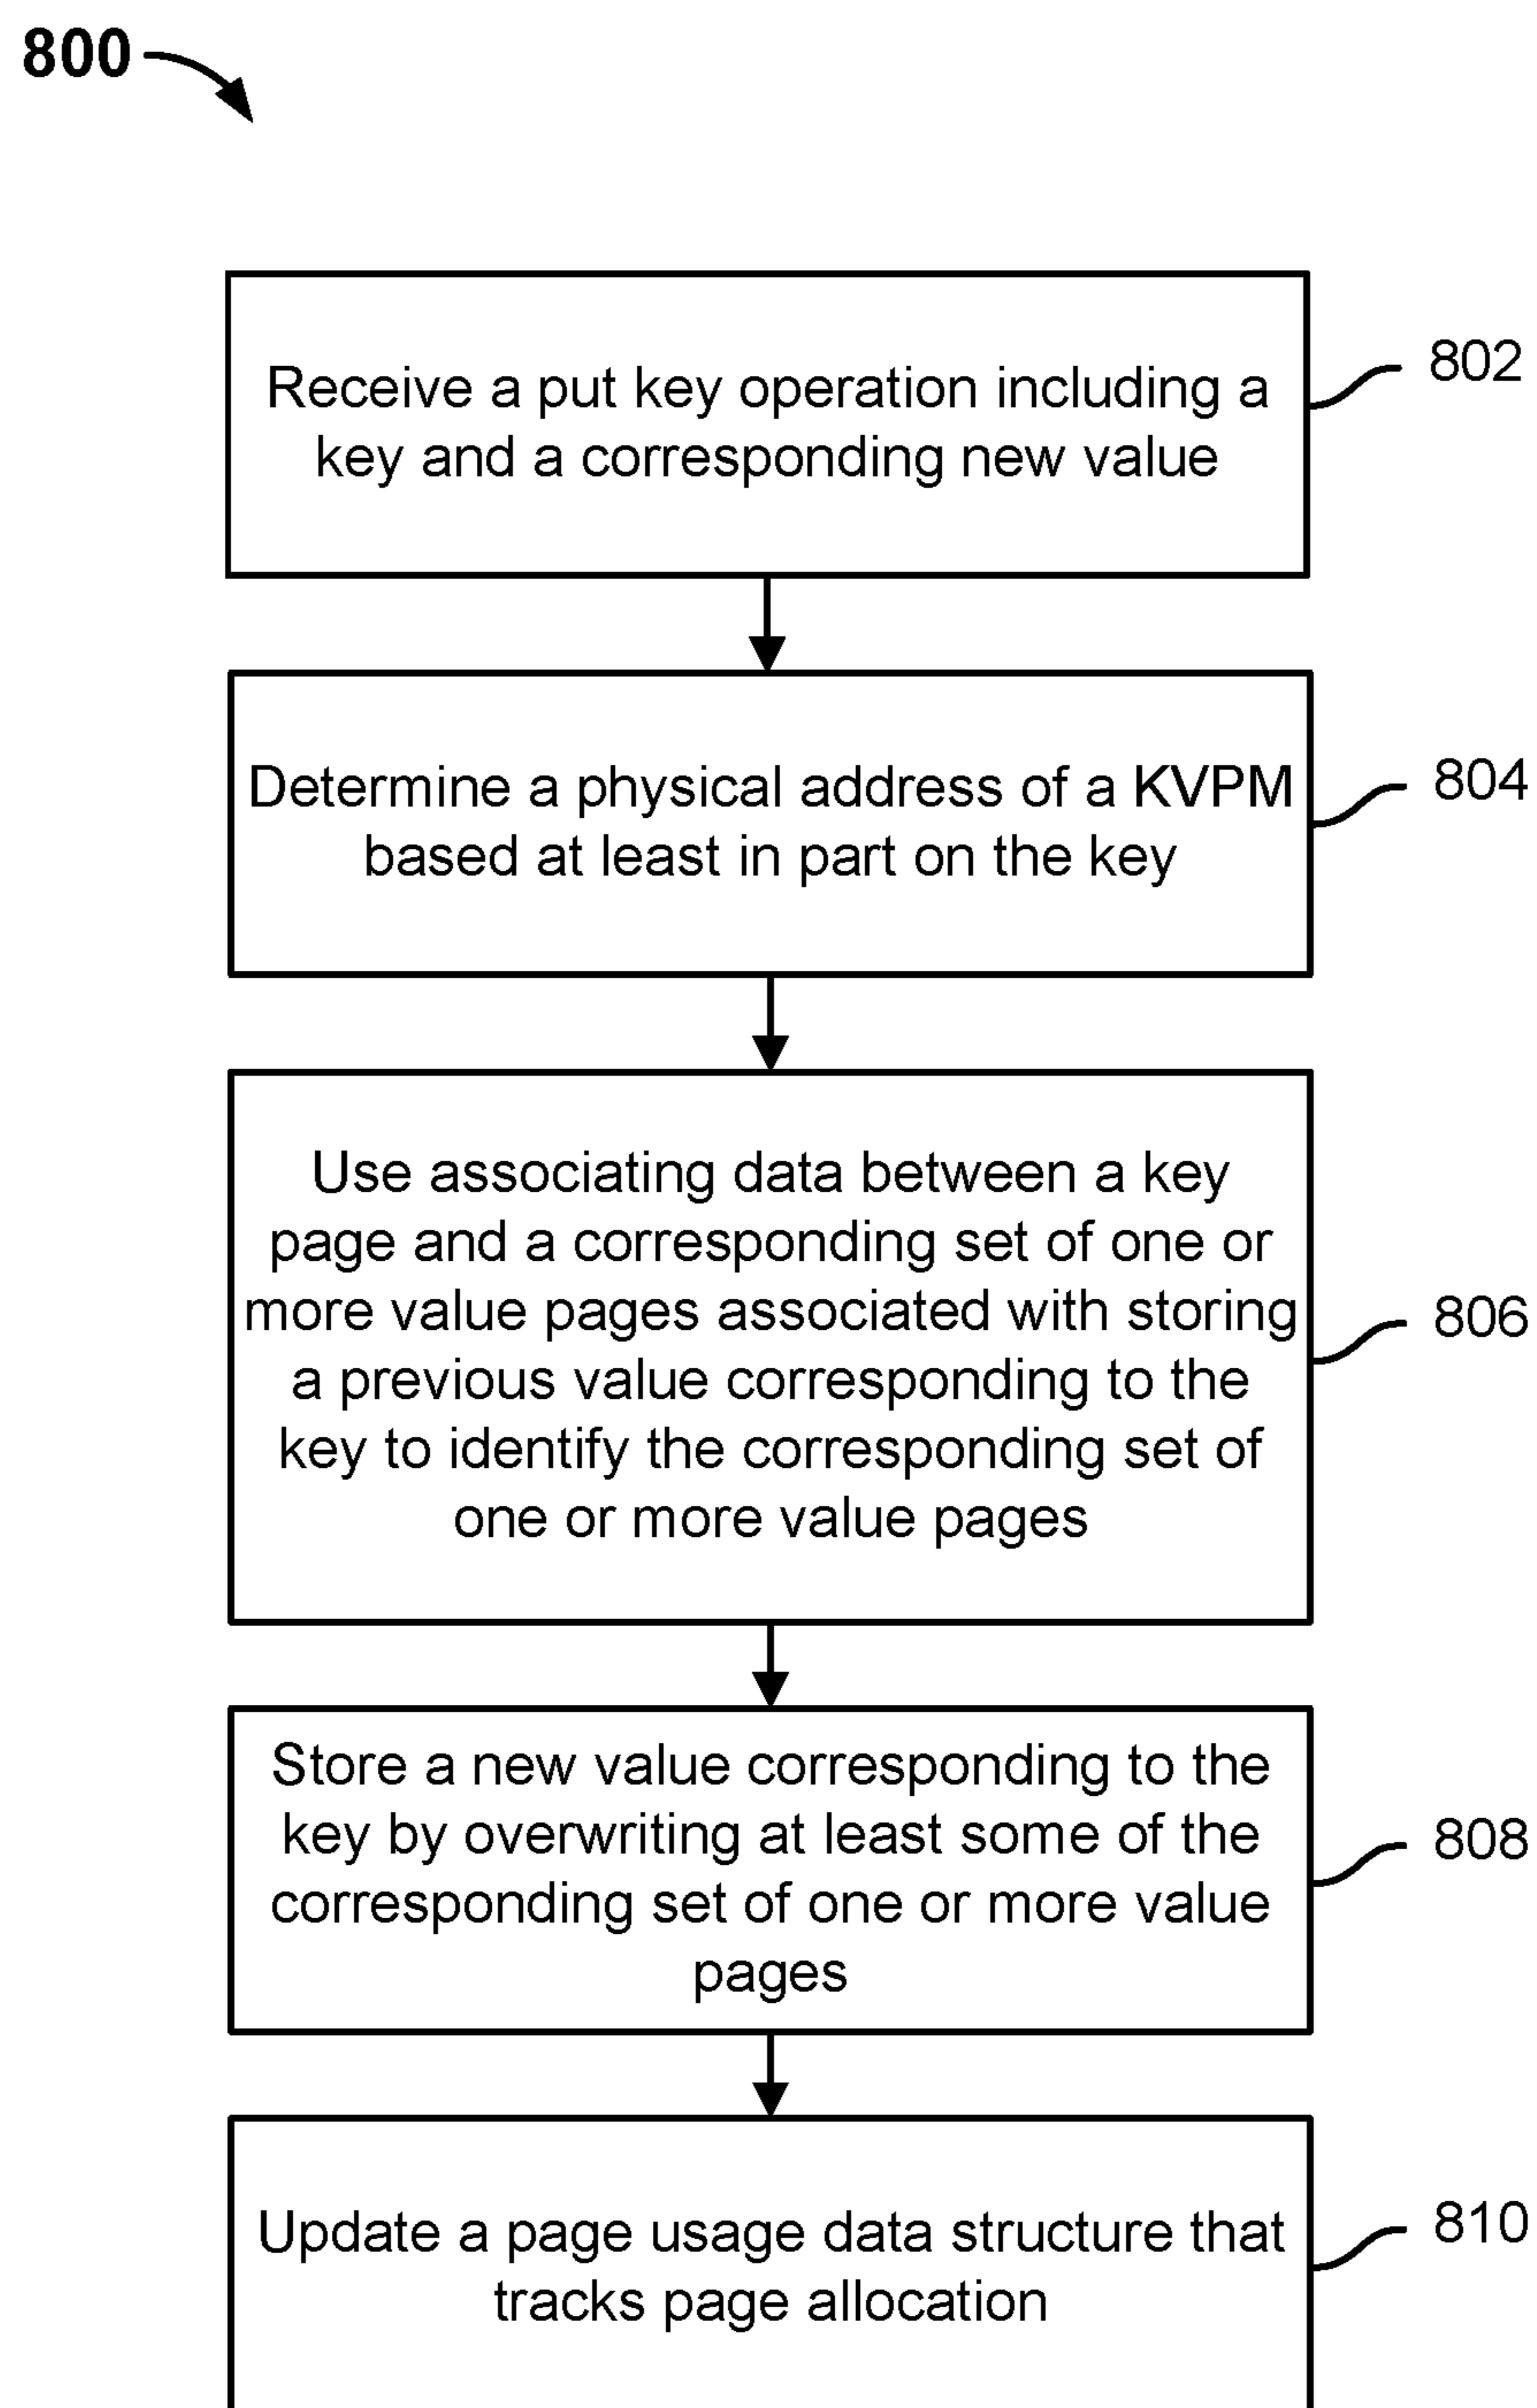 800
Receive a put key operation including a
key and a corresponding new value
802
Determine a physical address of a KVPM
based at least in part on the key
804
Use associating data between a key
page and a corresponding set of one or
more value pages associated with storing
a previous value corresponding to the
key to identify the corresponding set of
one or more value pages
806
Store a new value corresponding to the
key by overwriting at least some of the
corresponding set of one or more value
pages
808
Update a page usage data structure that
tracks page allocation
810